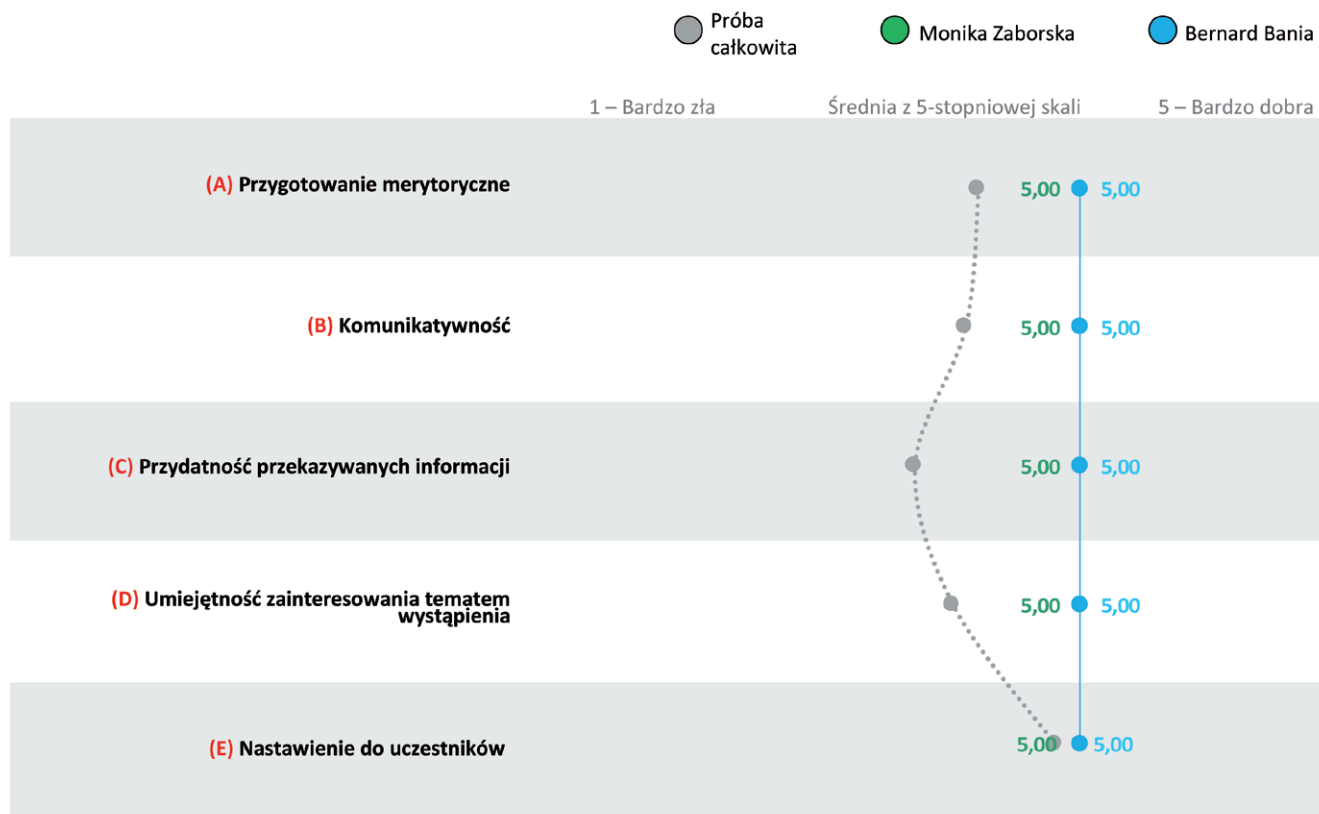 Próba
całkowita
Monika Zaborska
Bernard Bania
1 – Bardzo zła
Średnia z 5-stopniowej skali
5 – Bardzo dobra
(A) Przygotowanie merytoryczne
5,00 5,00
(B) Komunikatywność
5,00 5,00
(C) Przydatność przekazywanych informacji
5,00 5,00
(D) Umiejętność zainteresowania tematem
wystąpienia
5,00 5,00
(E) Nastawienie do uczestników
5,00 5,00